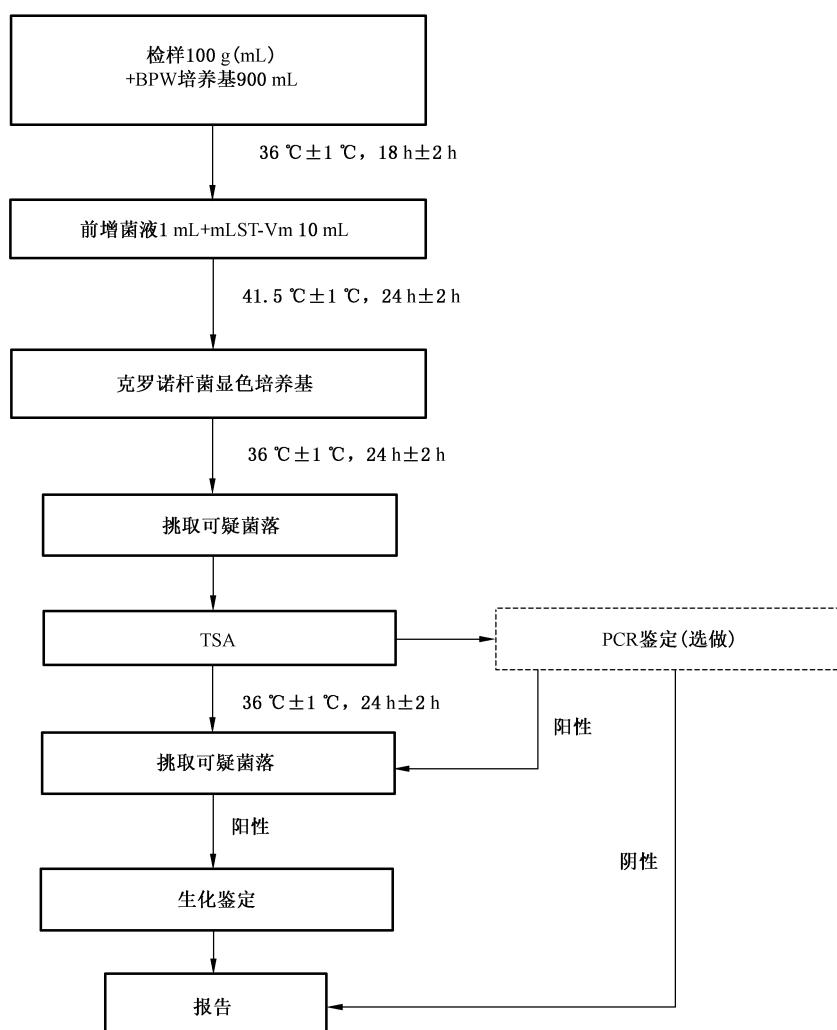 检样100 g(mL)
+BPW培养基900 mL
36 ℃±1 ℃，18 h±2 h
前增菌液1 mL+mLST-Vm 10 mL
41.5 ℃±1 ℃，24 h±2 h
克罗诺杆菌显色培养基
36 ℃±1 ℃，24 h±2 h
挑取可疑菌落
TSA
PCR鉴定(选做)
36 ℃±1 ℃，24 h±2 h
阳性
挑取可疑菌落
阳性
阴性
生化鉴定
报告